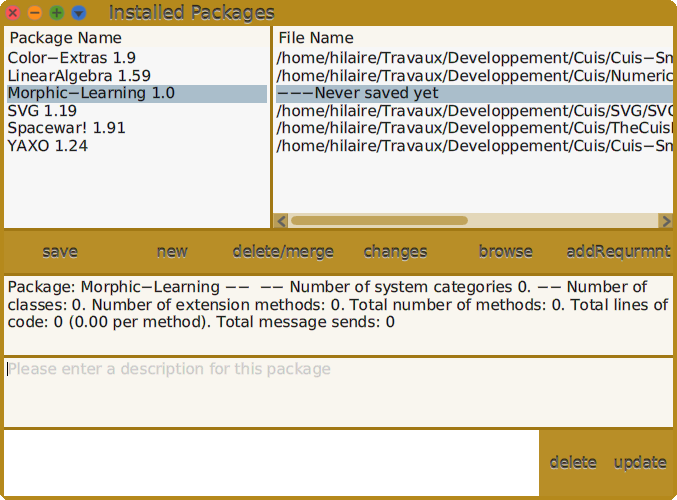 Installed Packages
Package Name
File Name
Color−Extras 1.9
/home/hilaire/Travaux/Developpement/Cuis/Cuis−Sm
LinearAlgebra 1.59
/home/hilaire/Travaux/Developpement/Cuis/Numeric
Morphic−Learning 1.0
−−−Never saved yet
SVG 1.19
/home/hilaire/Travaux/Developpement/Cuis/SVG/SVG
Spacewar! 1.91
/home/hilaire/Travaux/Developpement/Cuis/TheCuis
YAXO 1.24
/home/hilaire/Travaux/Developpement/Cuis/Cuis−Sm
save new delete/merge changes browse addRequrmnt
Package: Morphic−Learning −− −− Number of system categories 0. −− Number of
classes: 0. Number of extension methods: 0. Total number of methods: 0. Total lines of
code: 0 (0.00 per method). Total message sends: 0
Please enter a description for this package
delete update